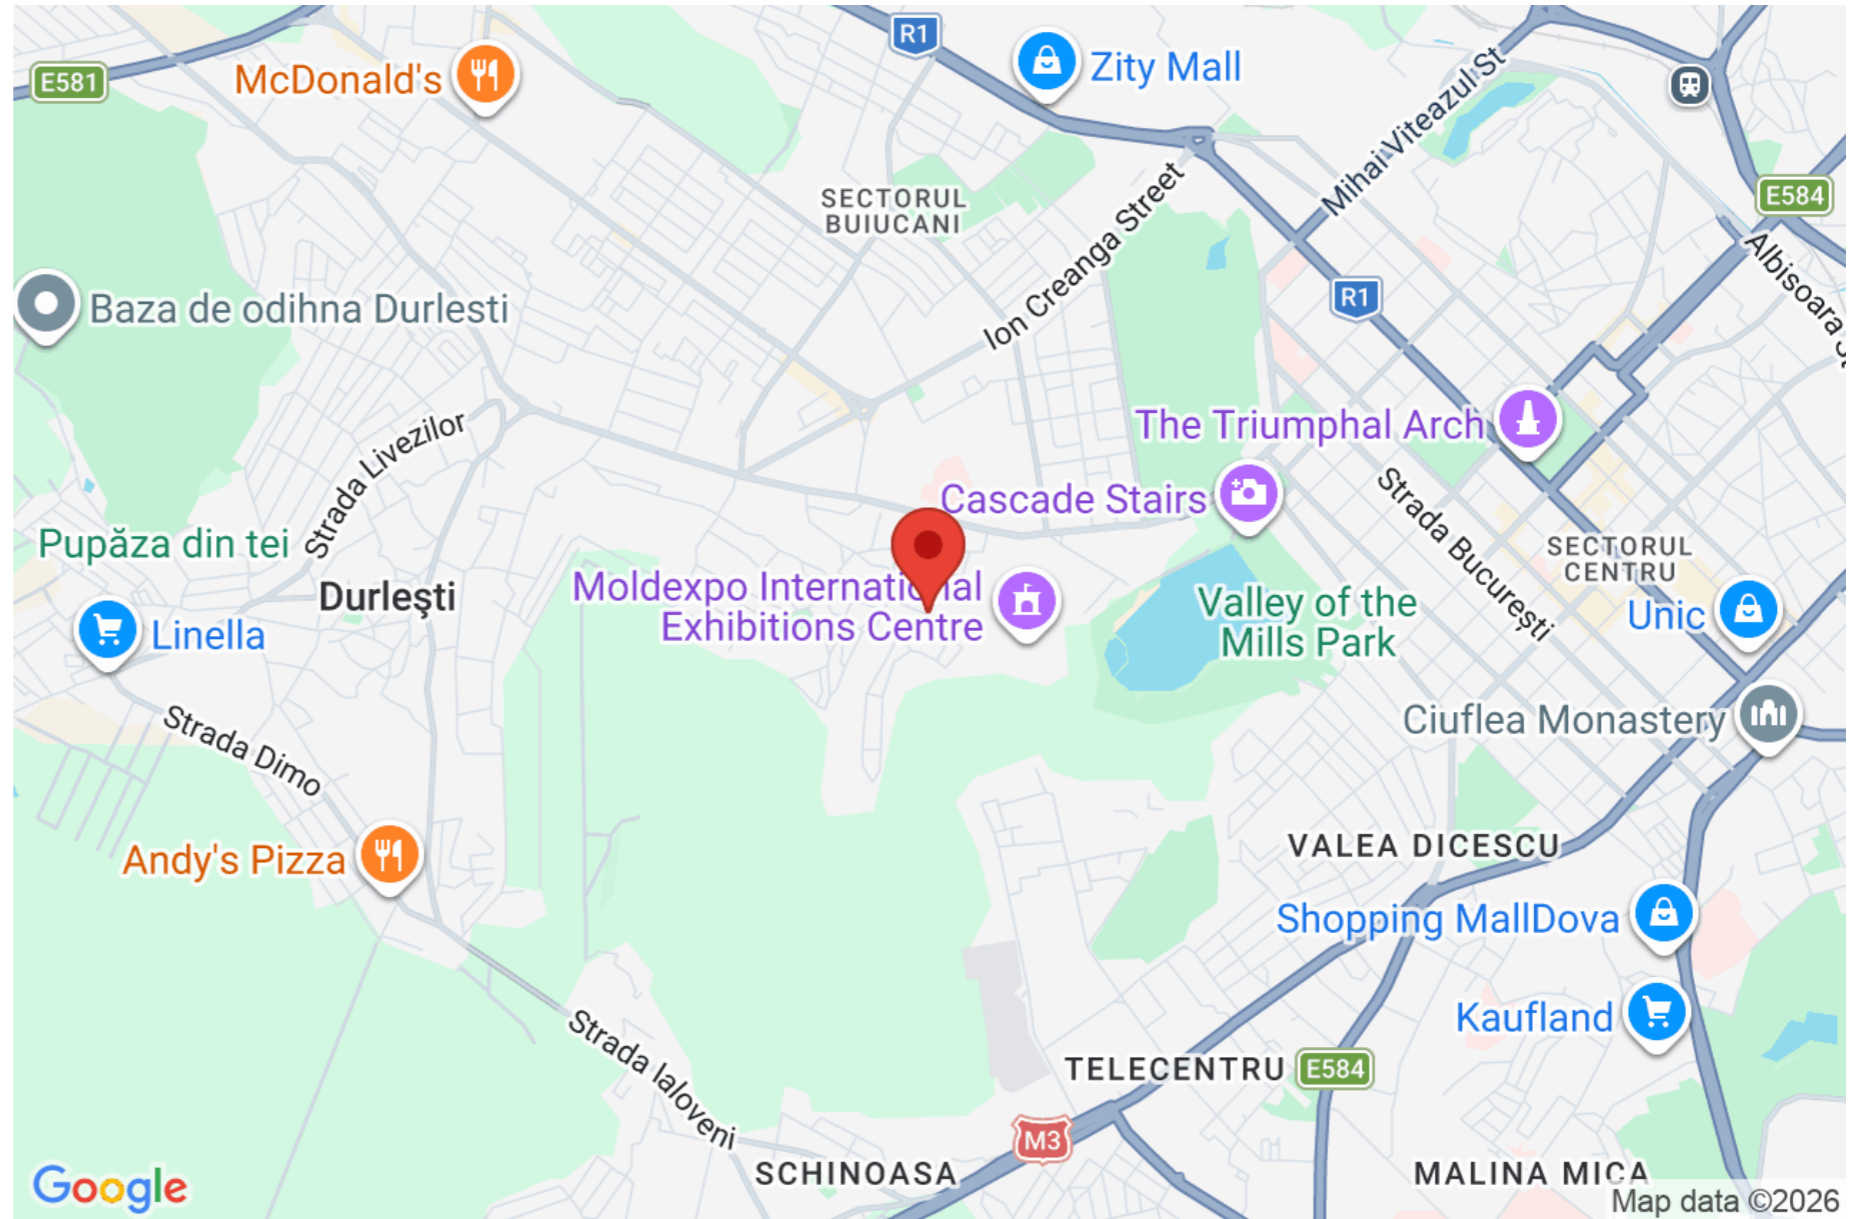 R1
Zity Mall
E581
McDonald's
Mihai Viteazul St
E584
SECTORUL
BUIUCANI
Ion Creanga Street
Albisoara
Baza de odihna Durlesti
R1
Strada Livezilor
The Triumphal Arch
Cascade Stairs
Strada București
Pupăza din tei
SECTORUL
CENTRU
Durleşti
Moldexpo International
Exhibitions Centre
Valley of the
Mills Park
Unic
Linella
Strada Dimo
Ciuflea Monastery
Andy's Pizza
VALEA DICESCU
Shopping MallDova
Kaufland
Strada Ialoveni
TELECENTRU
E584
M3
SCHINOASA
MALINA MICA
Google
Map data ©2026